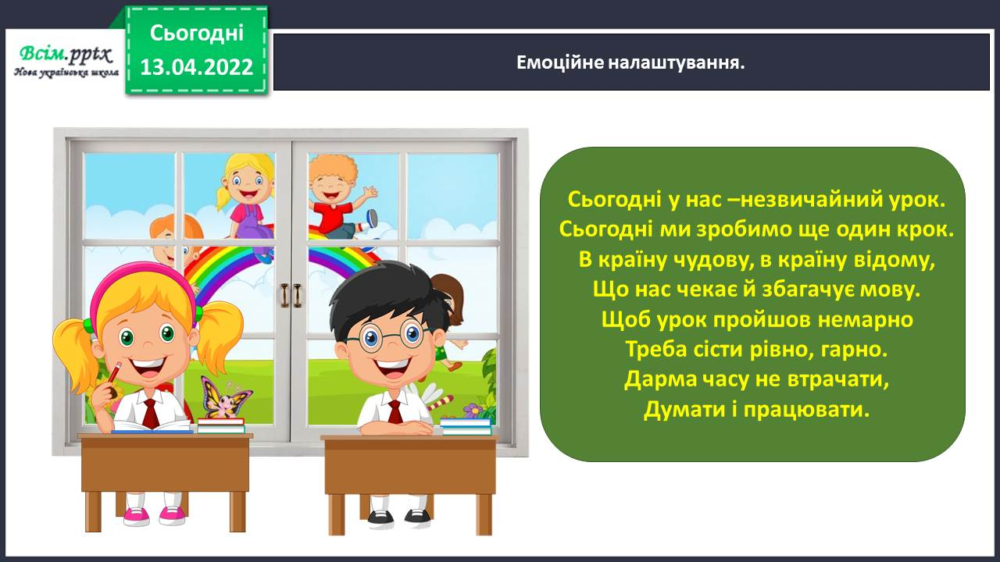 Сьогодні
13.04.2022
Всім.pptx
Нова українська школа
Емоційне налаштування.
Сьогодні у нас –незвичайний урок.
Сьогодні ми зробимо ще один крок.
В країну чудову, в країну відому,
Що нас чекає й збагачує мову.
Щоб урок пройшов немарно
Треба сісти рівно, гарно.
Дарма часу не втрачати,
Думати і працювати.